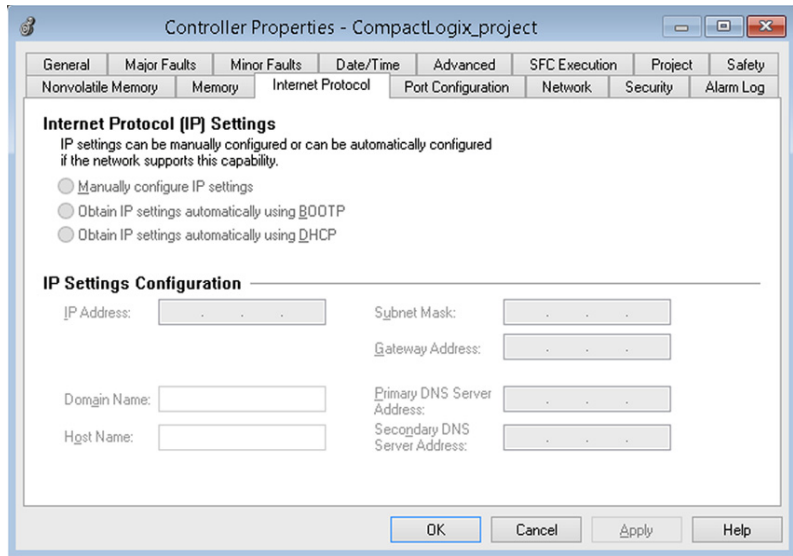 Controller Properties - CompactLogix_project
General Major Faults Minor Faults Date/Time Advanced SFC Execution Project Safety
Nonvolatile Memory Memory Internet Protocol Port Configuration Network Security Alarm Log
Internet Protocol (IP) Settings
IP settings can be manually configured or can be automatically configured
if the network supports this capability.
Manually configure IP settings
Obtain IP settings automatically using BOOTP
Obtain IP settings automatically using DHCP
IP Settings Configuration
IP Address: . . . Subnet Mask: . . .
Gateway Address: . . .
Domain Name: Primary DNS Server
Address: . . .
Host Name: Secondary DNS
Server Address: . . .
OK Cancel Apply Help